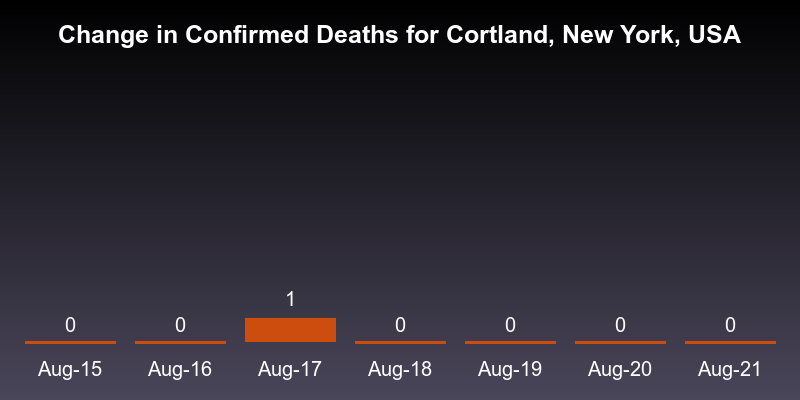 Change in Confirmed Deaths for Cortland, New York, USA
1
0 0 0 0 0 0
Aug-15 Aug-16 Aug-17 Aug-18 Aug-19 Aug-20 Aug-21